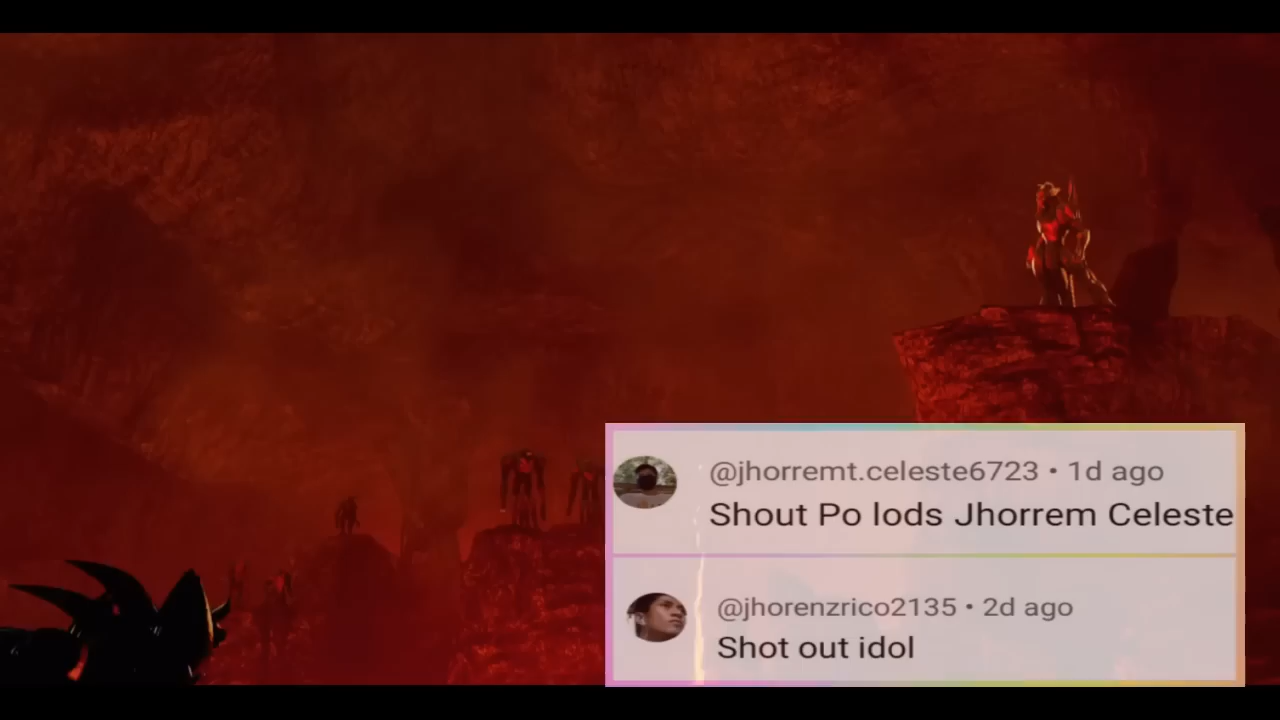 @jhorremt.celeste6723 • 1d ago
Shout Po lods Jhorrem Celeste
@jhorenzrico2135 • 2d ago
Shot out idol